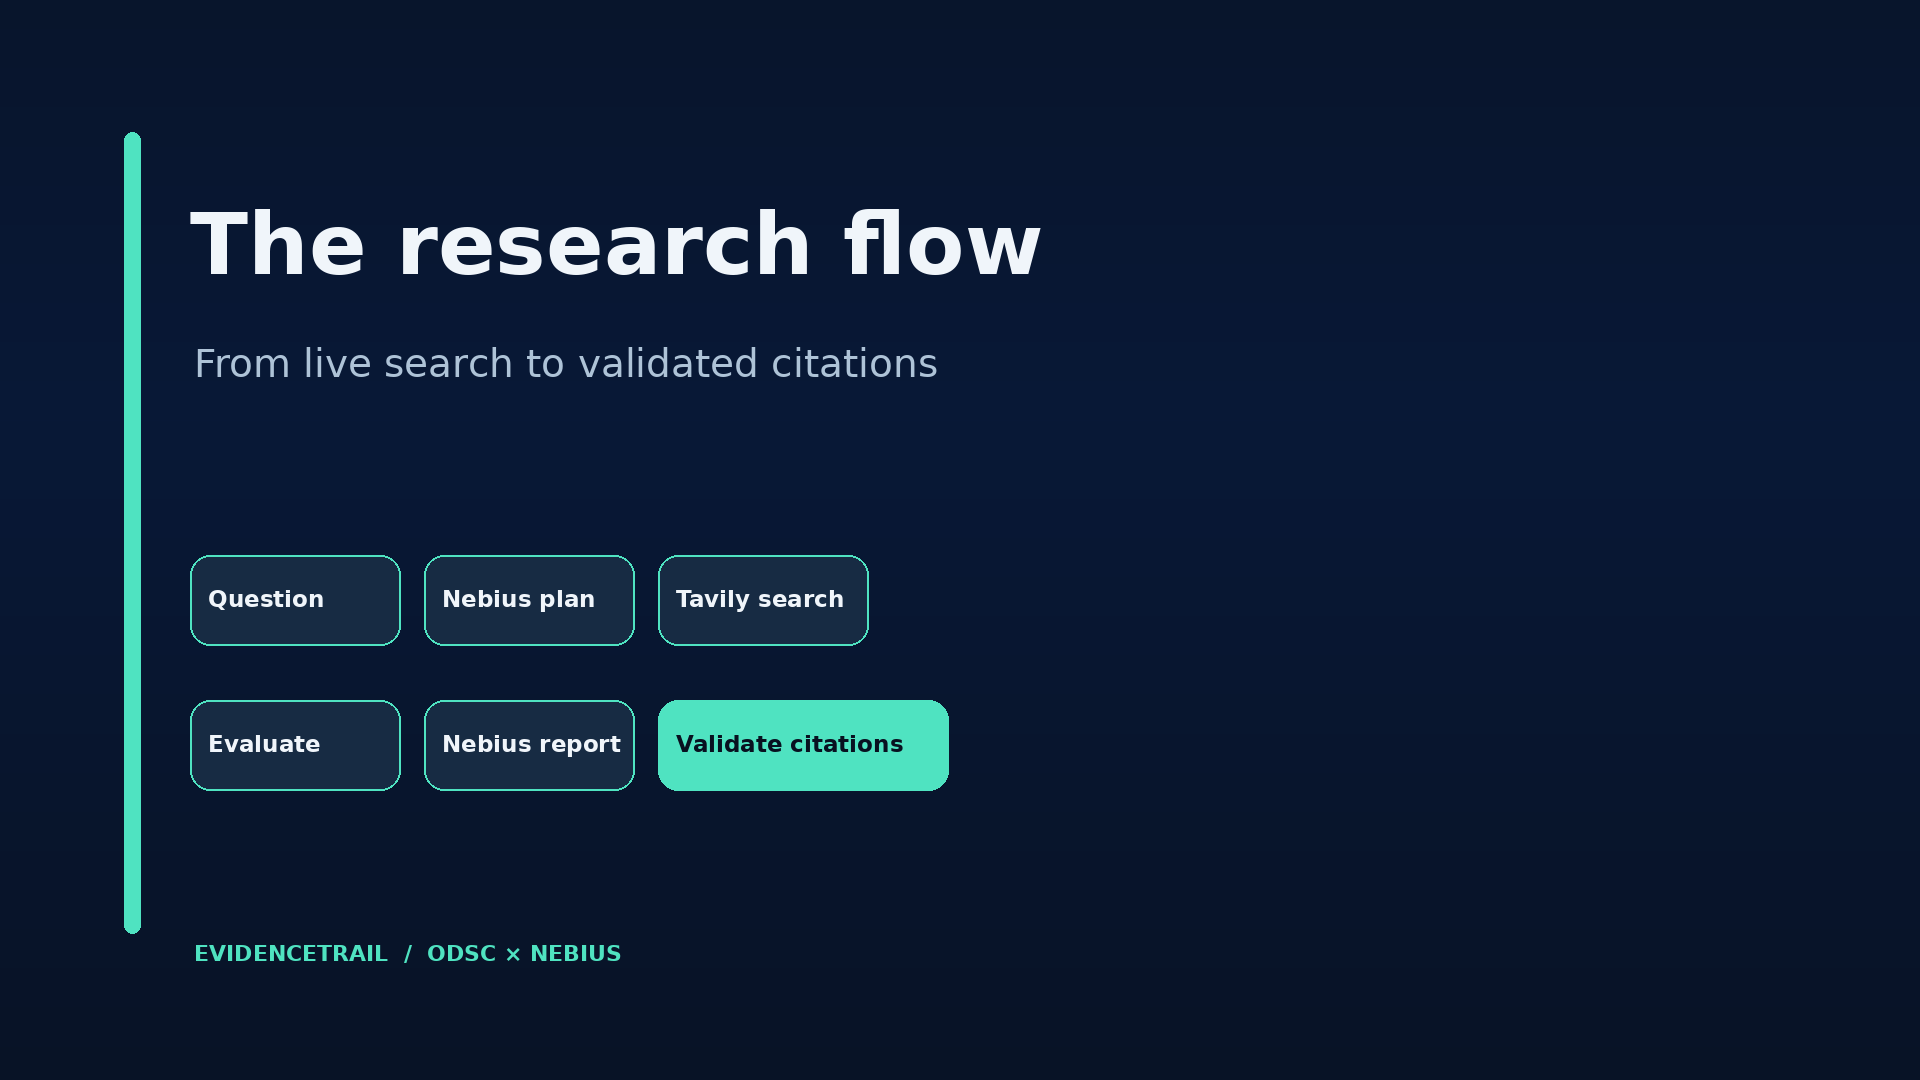 The research flow
From live search to validated citations
Question
Nebius plan
Tavily search
Evaluate
Nebius report
Validate citations
EVIDENCETRAIL / ODSC × NEBIUS